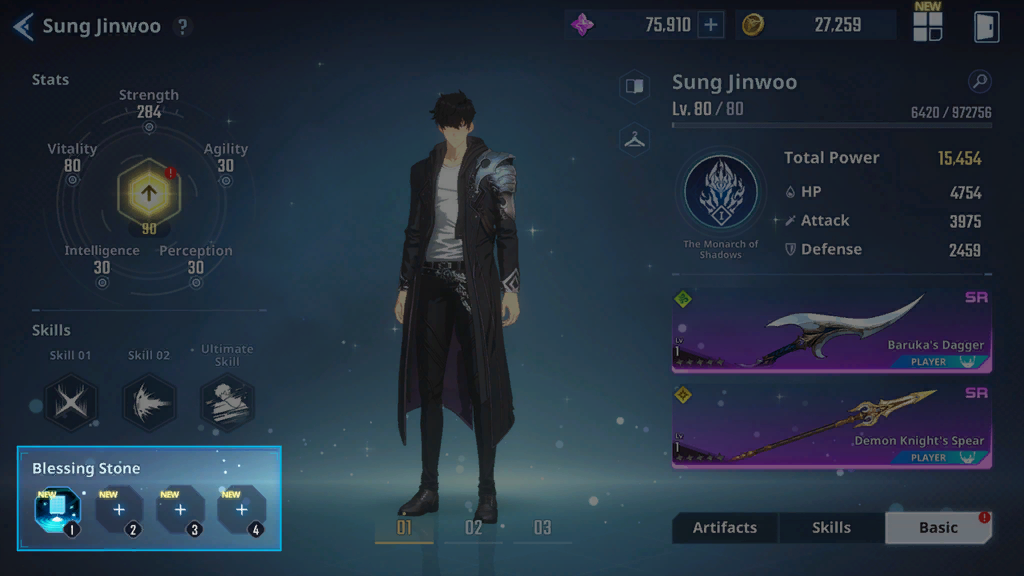 Sung Jinwoo ?
75,910 +
27,259
NEW
Stats
Strength
284
Vitality
80
Agility
30
90
Intelligence
30
Perception
30
Skills
Skill 01
Skill 02
Ultimate
Skill
Blessing Stone
NEW NEW NEW NEW
1 2 3 4
01 02 03
Sung Jinwoo
Lv. 80 / 80
6420 / 972756
The Monarch of
Shadows
Total Power 15,454
HP 4754
Attack 3975
Defense 2459
SR
Lv
1
Baruka's Dagger
PLAYER
SR
Lv
1
Demon Knight's Spear
PLAYER
Artifacts
Skills
Basic